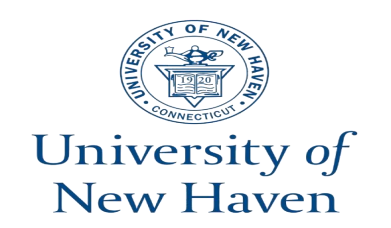 UNIVERSITY OF NEW HAVEN
1920
• CONNECTICUT •
University of
New Haven